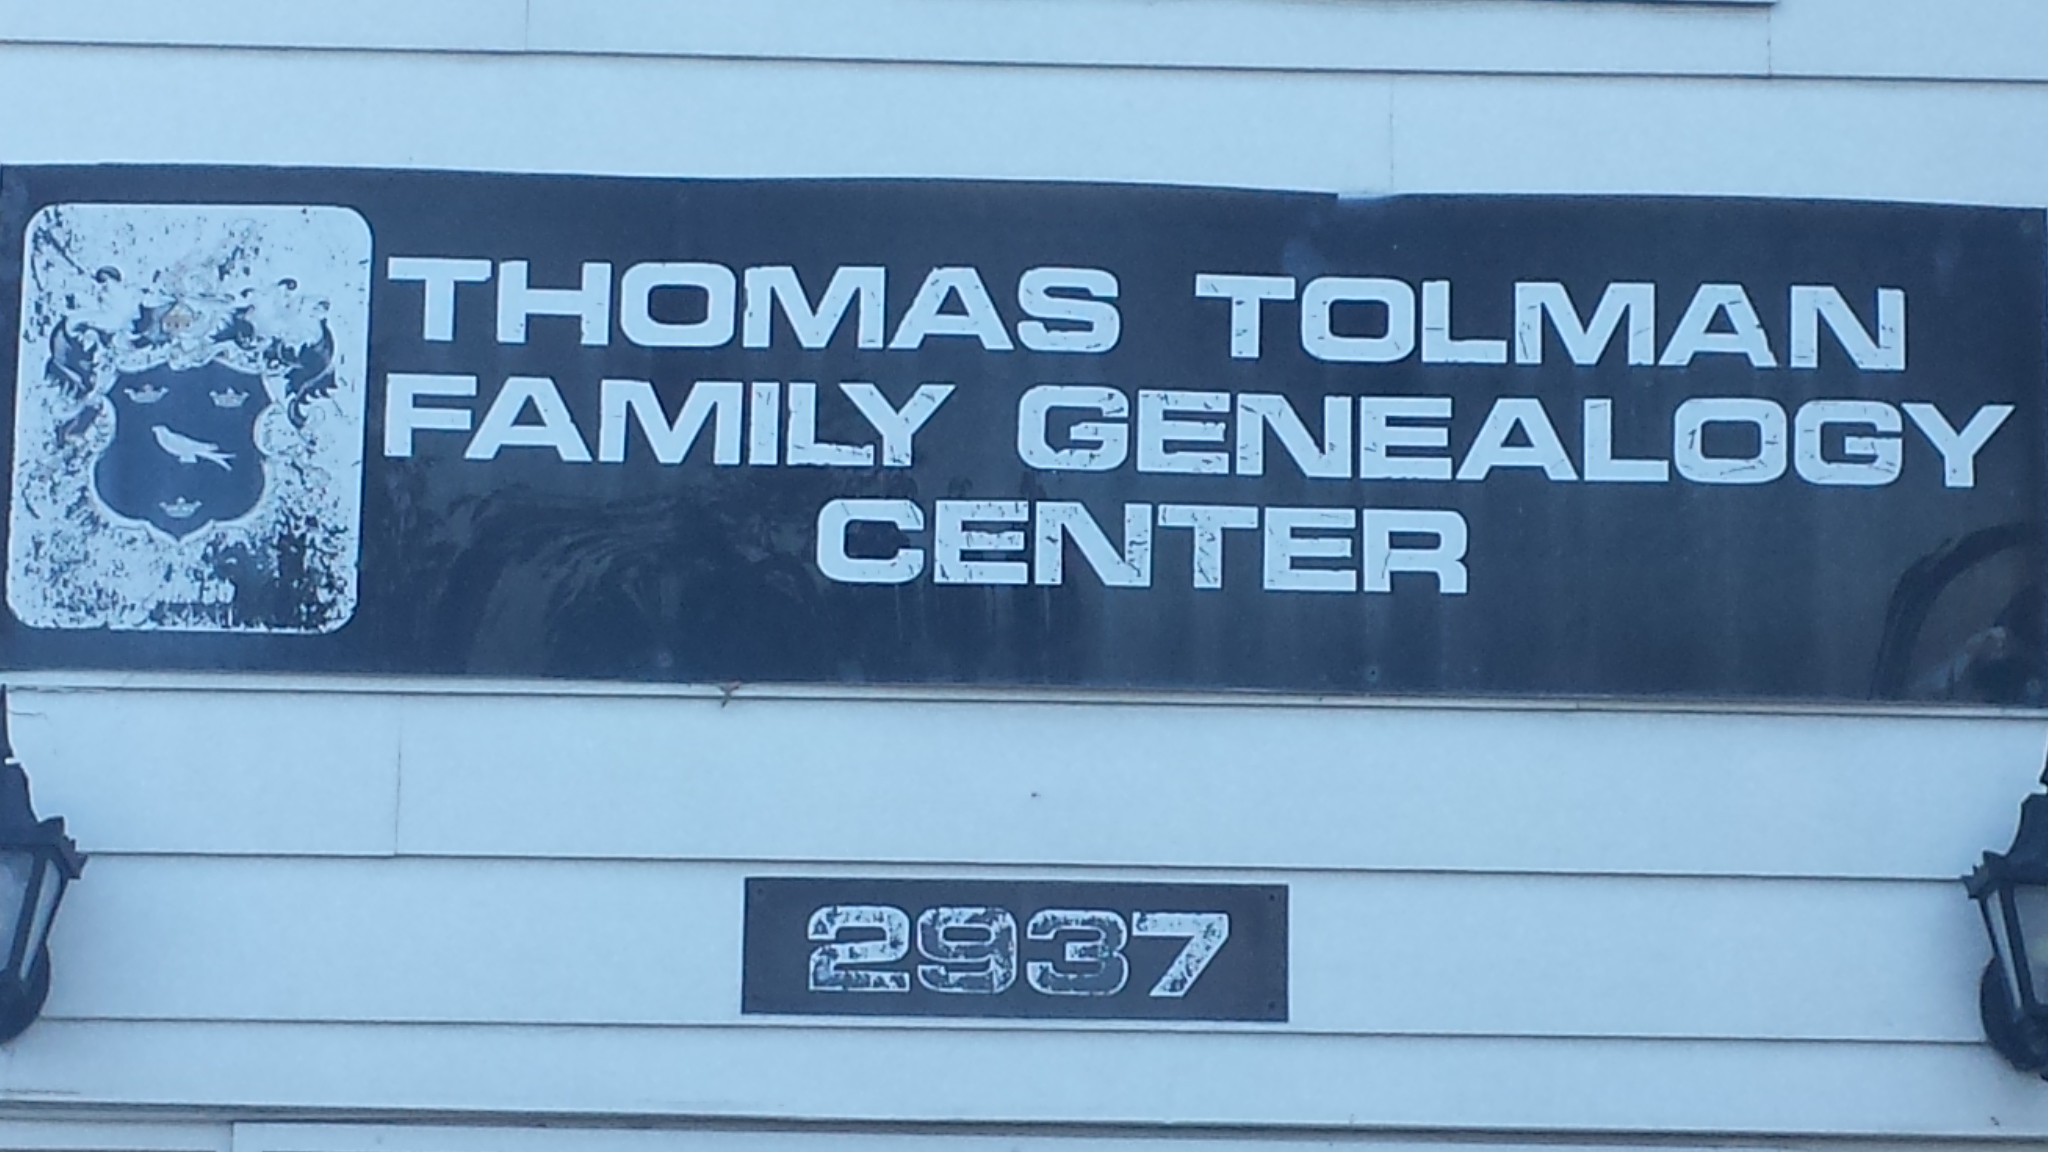 THOMAS TOLMAN
FAMILY GENEALOGY
CENTER
2937